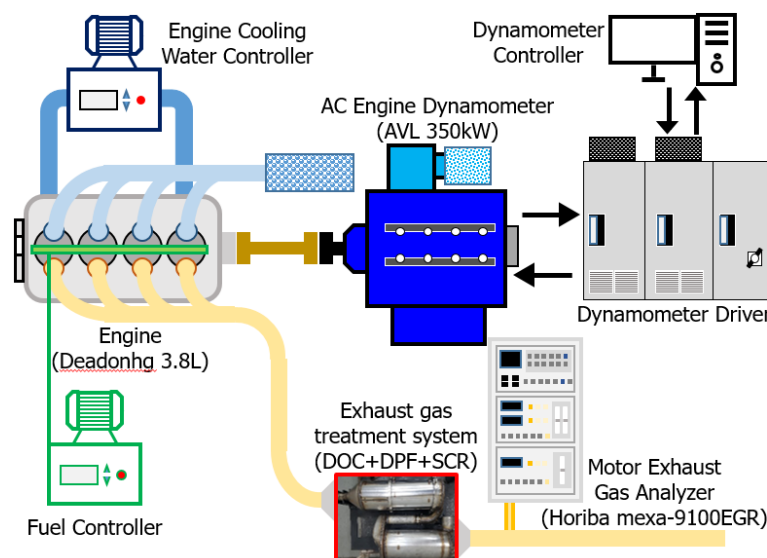 Engine Cooling
Water Controller
Dynamometer
Controller
AC Engine Dynamometer
(AVL 350kW)
Dynamometer Driver
Engine
(Deadonhg 3.8L)
Exhaust gas
treatment system
(DOC+DPF+SCR)
Motor Exhaust
Gas Analyzer
(Horiba mexa-9100EGR)
Fuel Controller